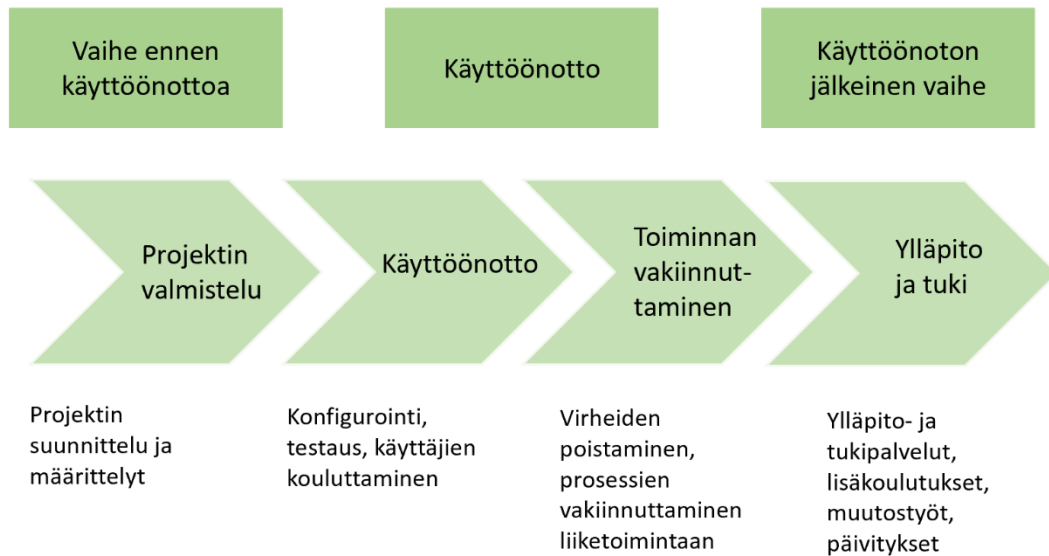 Vaihe ennen
käyttöönottoa
Käyttöönotto
Käyttöönoton
jälkeinen vaihe
Projektin
valmistelu
Käyttöönotto
Toiminnan
vakiinnut-
taminen
Ylläpito
ja tuki
Projektin
suunnittelu ja
määrittelyt
Konfigurointi,
testaus, käyttäjien
kouluttaminen
Virheiden
poistaminen,
prosessien
vakiinnuttaminen
liiketoimintaan
Ylläpito- ja
tukipalvelut,
lisäkoulutukset,
muutostyöt,
päivitykset